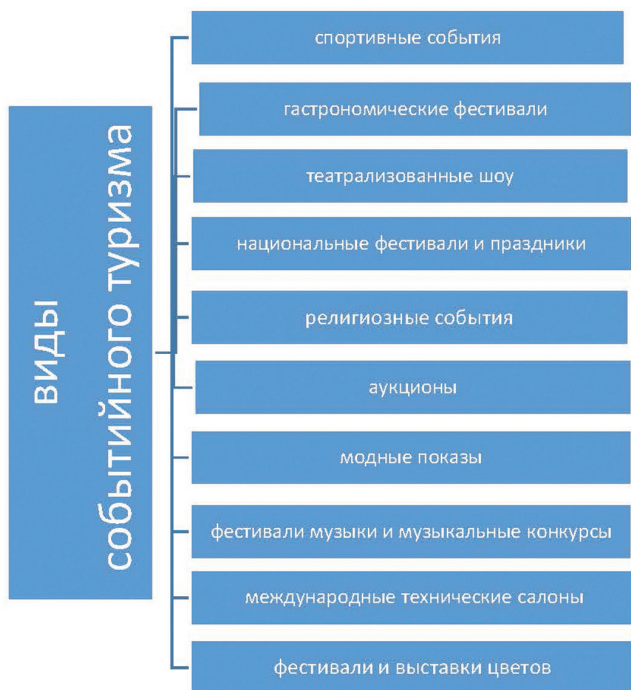 виды
событийного туризма
спортивные события
гастрономические фестивали
театрализованные шоу
национальные фестивали и праздники
религиозные события
аукционы
модные показы
фестивали музыки и музыкальные конкурсы
международные технические салоны
фестивали и выставки цветов